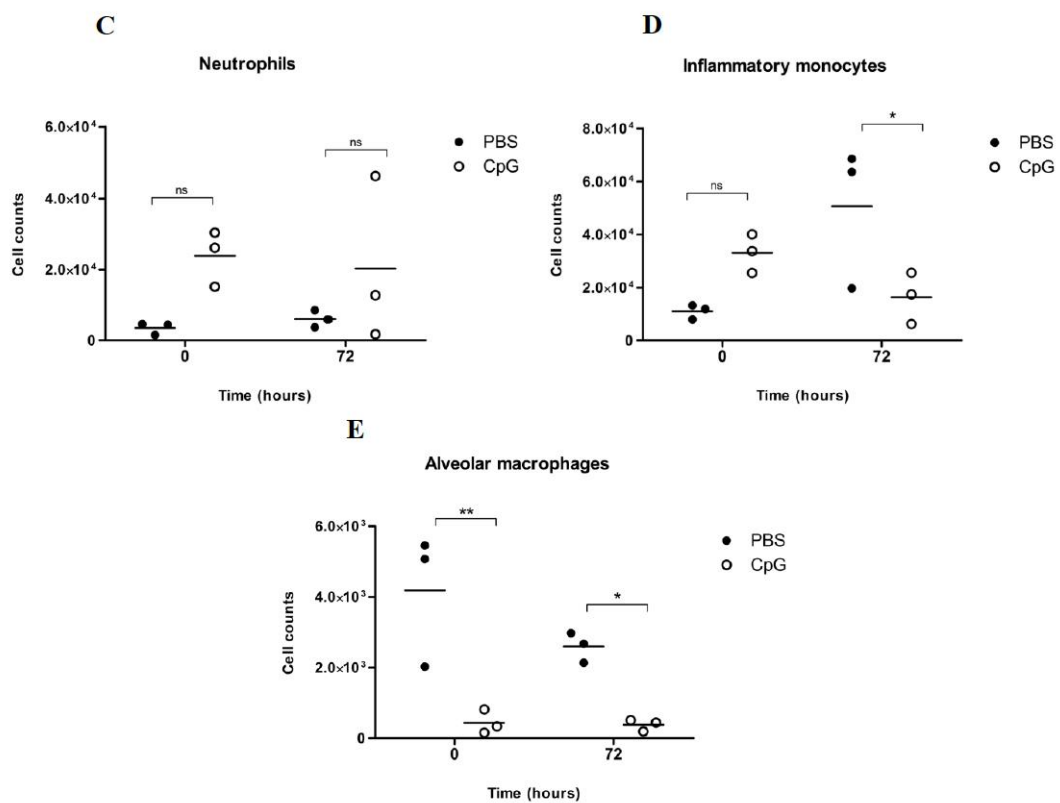 C
Neutrophils
6.0×10⁴
4.0×10⁴
2.0×10⁴
0
Cell counts
ns
ns
PBS
CpG
0 72
Time (hours)
D
Inflammatory monocytes
8.0×10⁴
6.0×10⁴
4.0×10⁴
2.0×10⁴
0
Cell counts
ns
*
PBS
CpG
0 72
Time (hours)
E
Alveolar macrophages
6.0×10³
4.0×10³
2.0×10³
0
Cell counts
**
*
PBS
CpG
0 72
Time (hours)